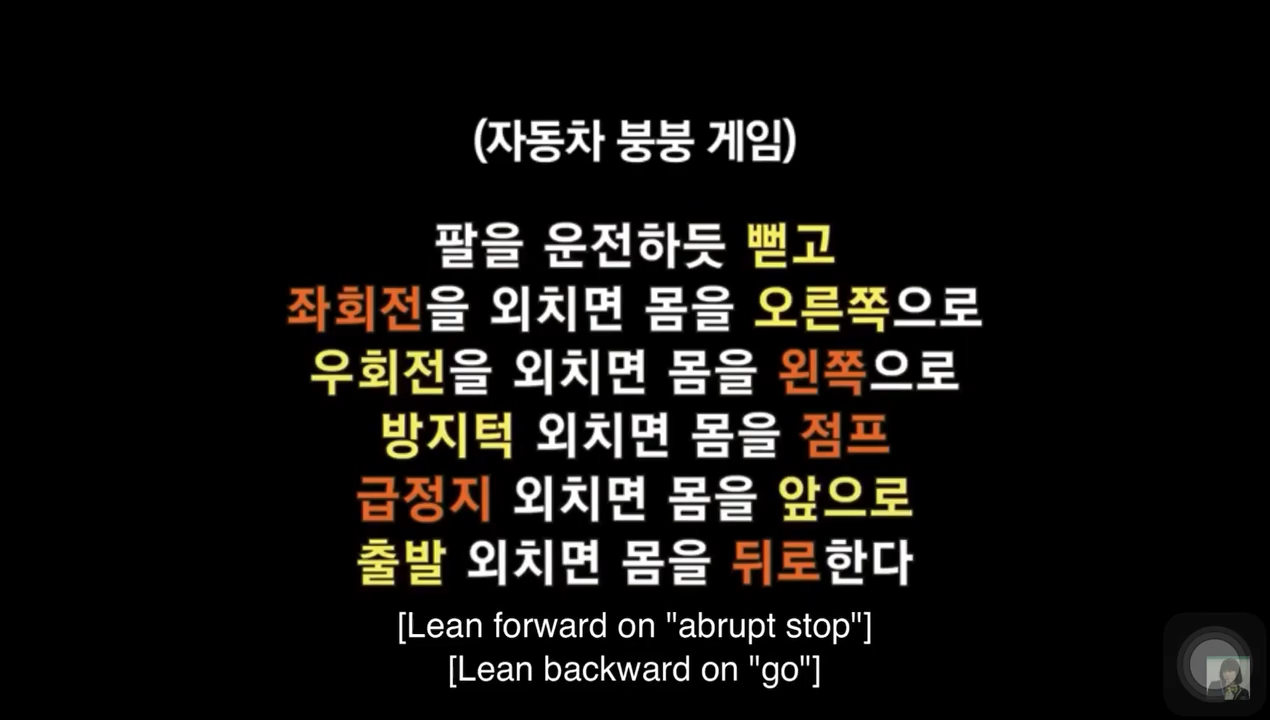 (자동차 붕붕 게임)
팔을 운전하듯 뻗고
좌회전을 외치면 몸을 오른쪽으로
우회전을 외치면 몸을 왼쪽으로
방지턱 외치면 몸을 점프
급정지 외치면 몸을 앞으로
출발 외치면 몸을 뒤로한다
[Lean forward on "abrupt stop"]
[Lean backward on "go"]